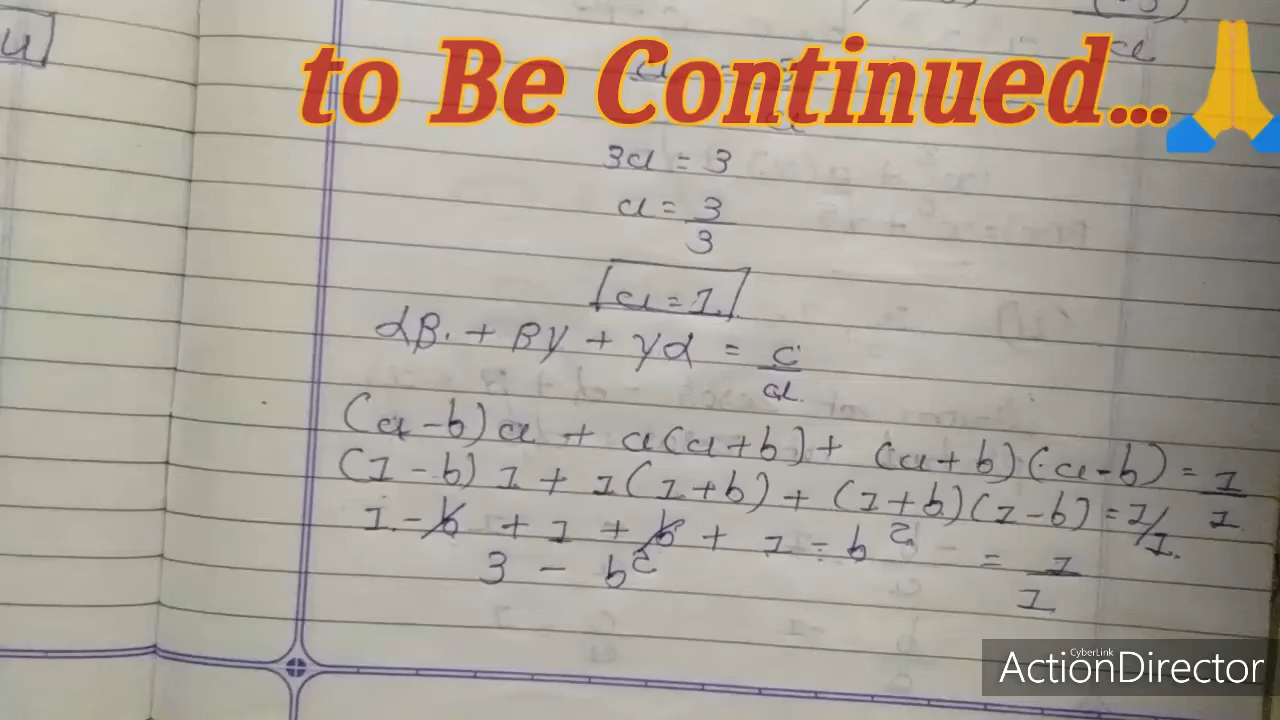 to Be Continued...🙏
3a = 3
a = 3/3
a = 1.
αβ. + βγ + γα = c/a
(a-b)a + a(a+b) + (a+b)(a-b) = 1/1
(1-b)1 + 1(1+b) + (1+b)(1-b) = 1/1.
1-b + 1 + b + 1 - b² = 1/1
3 - b²
CyberLink
ActionDirector